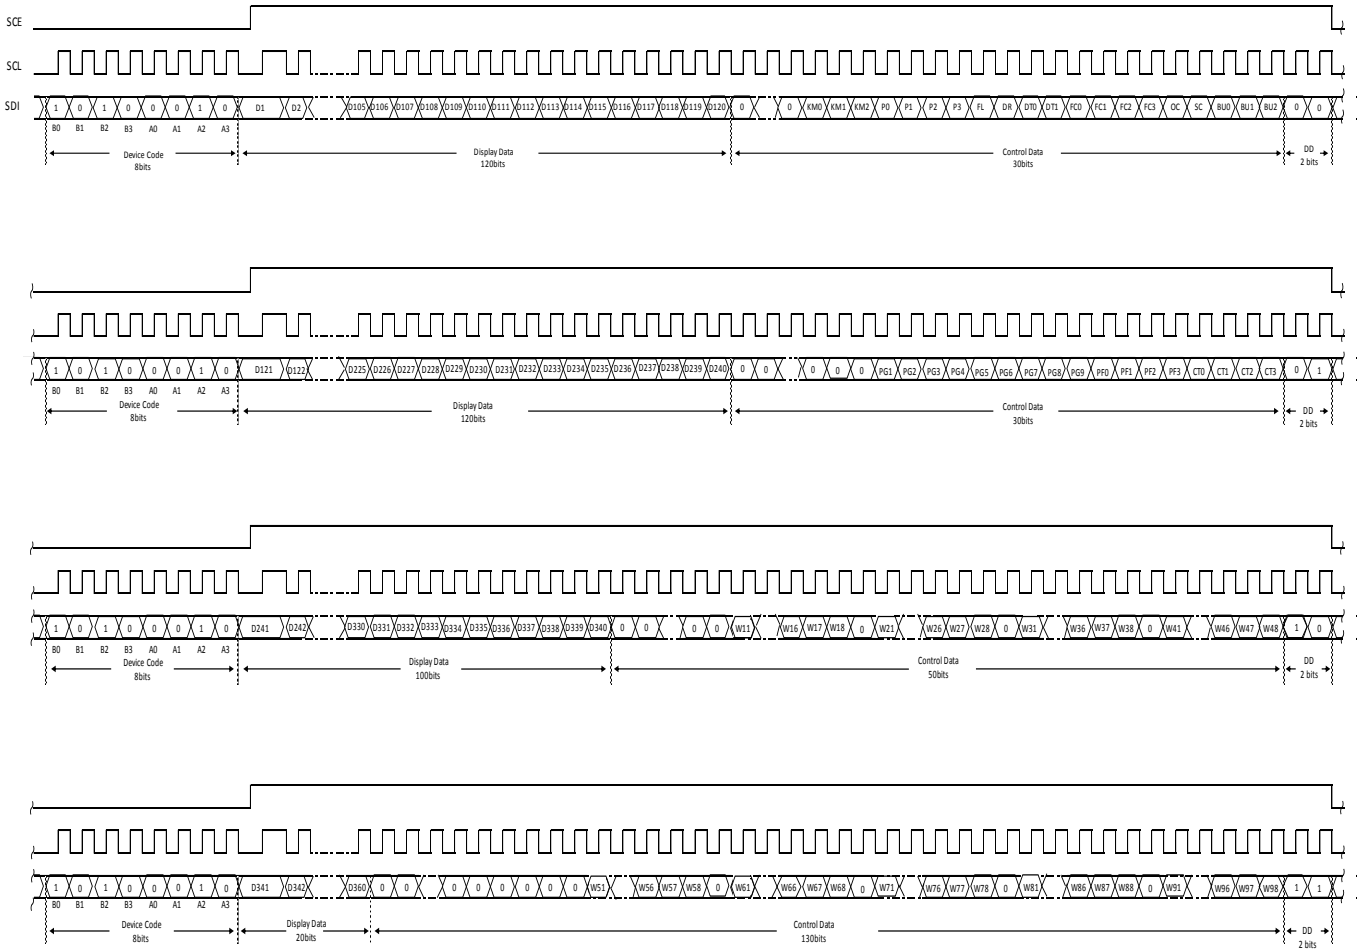 SCE
SCL
SDI 1 0 1 0 0 0 1 0 D1 D2 D105 D106 D107 D108 D109 D110 D111 D112 D113 D114 D115 D116 D117 D118 D119 D120 0 0 KM0 KM1 KM2 P0 P1 P2 P3 FL DR DT0 DT1 FC0 FC1 FC2 FC3 OC SC BU0 BU1 BU2 0 0
B0 B1 B2 B3 A0 A1 A2 A3
Device Code Display Data Control Data DD
8bits 120bits 30bits 2 bits
1 0 1 0 0 0 1 0 D121 D122 D225 D226 D227 D228 D229 D230 D231 D232 D233 D234 D235 D236 D237 D238 D239 D240 0 0 0 0 0 PG1 PG2 PG3 PG4 PG5 PG6 PG7 PG8 PG9 PF0 PF1 PF2 PF3 CT0 CT1 CT2 CT3 0 1
B0 B1 B2 B3 A0 A1 A2 A3
Device Code Display Data Control Data DD
8bits 120bits 30bits 2 bits
1 0 1 0 0 0 1 0 D241 D242 D330 D331 D332 D333 D334 D335 D336 D337 D338 D339 D340 0 0 0 0 W11 W16 W17 W18 0 W21 W26 W27 W28 0 W31 W36 W37 W38 0 W41 W46 W47 W48 1 0
B0 B1 B2 B3 A0 A1 A2 A3
Device Code Display Data Control Data DD
8bits 100bits 50bits 2 bits
1 0 1 0 0 0 1 0 D341 D342 D360 0 0 0 0 0 0 0 0 W51 W56 W57 W58 0 W61 W66 W67 W68 0 W71 W76 W77 W78 0 W81 W86 W87 W88 0 W91 W96 W97 W98 1 1
B0 B1 B2 B3 A0 A1 A2 A3
Device Code Display Data Control Data DD
8bits 20bits 130bits 2 bits